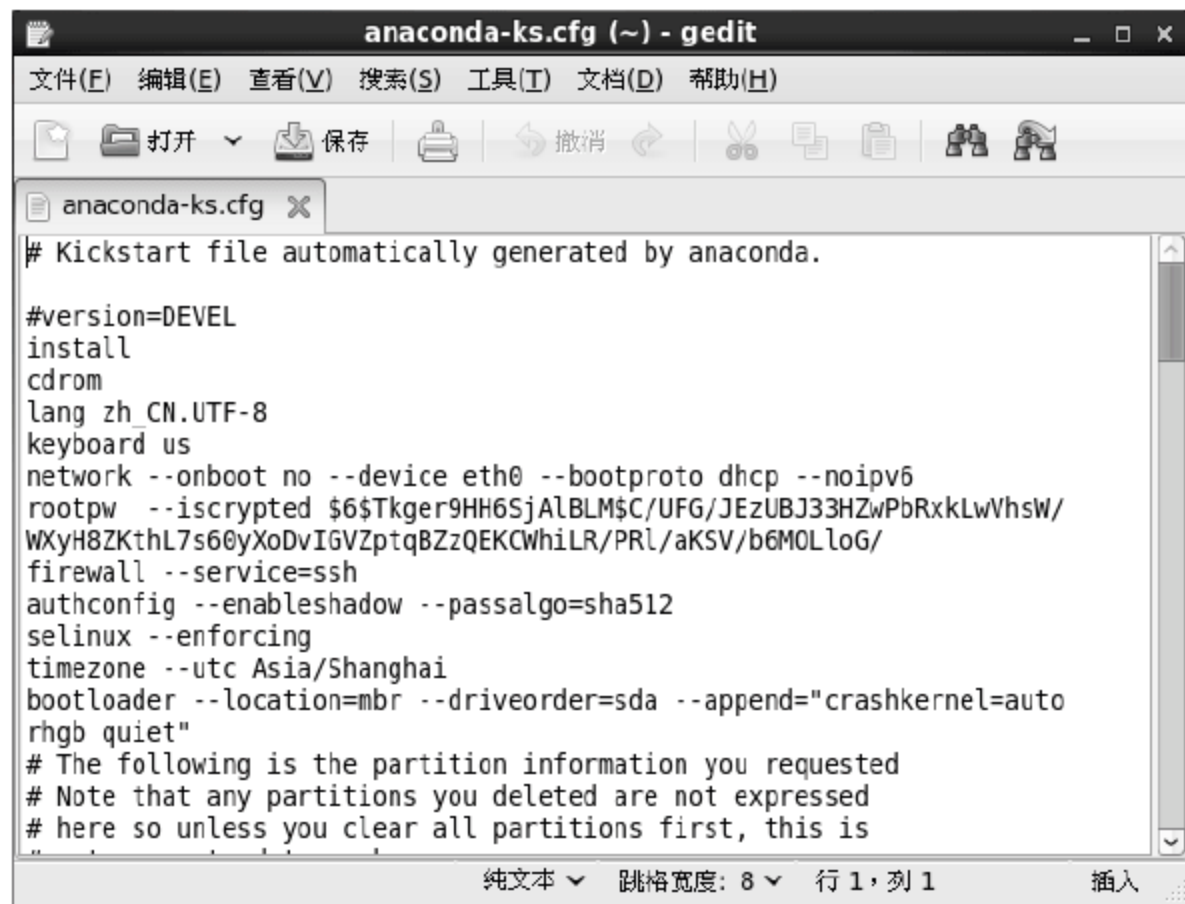 anaconda-ks.cfg (~) - gedit
文件(F) 编辑(E) 查看(V) 搜索(S) 工具(T) 文档(D) 帮助(H)
打开 保存 撤消
anaconda-ks.cfg
# Kickstart file automatically generated by anaconda.
#version=DEVEL
install
cdrom
lang zh_CN.UTF-8
keyboard us
network --onboot no --device eth0 --bootproto dhcp --noipv6
rootpw  --iscrypted $6$Tkger9HH6SjAlBLM$C/UFG/JEzUBJ33HZwPbRxkLwVhsW/
WXyH8ZKthL7s60yXoDvIGVZptqBZzQEKCWhiLR/PRl/aKSV/b6MOLloG/
firewall --service=ssh
authconfig --enableshadow --passalgo=sha512
selinux --enforcing
timezone --utc Asia/Shanghai
bootloader --location=mbr --driveorder=sda --append="crashkernel=auto
rhgb quiet"
# The following is the partition information you requested
# Note that any partitions you deleted are not expressed
# here so unless you clear all partitions first, this is
纯文本 跳格宽度: 8 行 1，列 1 插入